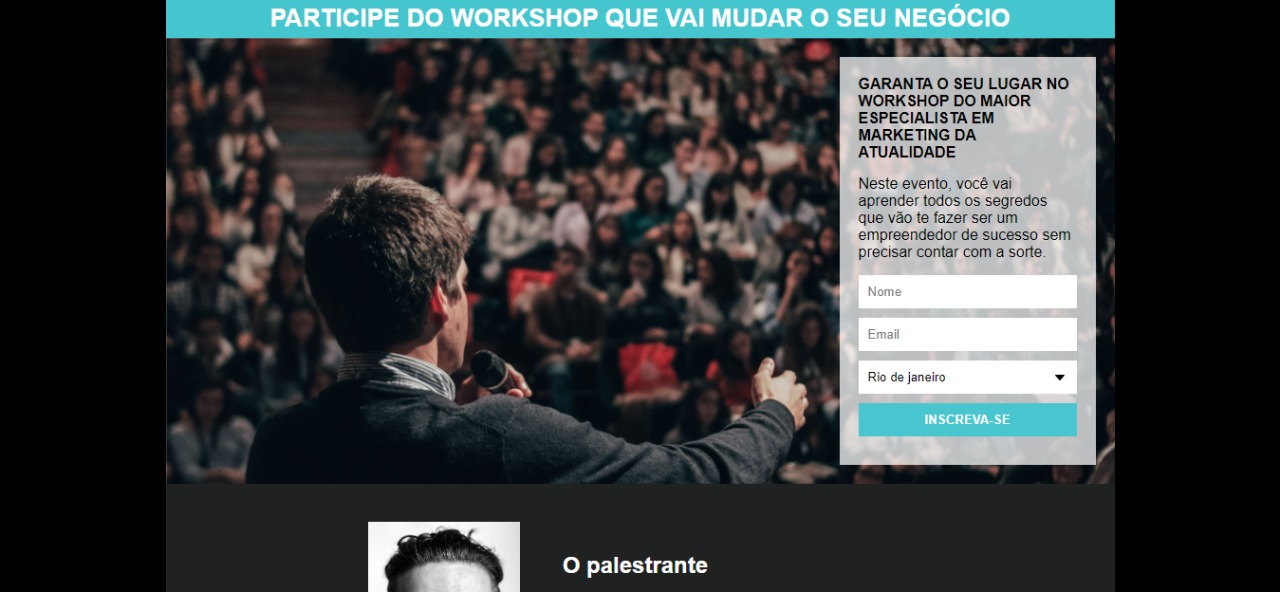 PARTICIPE DO WORKSHOP QUE VAI MUDAR O SEU NEGÓCIO
GARANTA O SEU LUGAR NO
WORKSHOP DO MAIOR
ESPECIALISTA EM
MARKETING DA
ATUALIDADE
Neste evento, você vai
aprender todos os segredos
que vão te fazer ser um
empreendedor de sucesso sem
precisar contar com a sorte.
Nome
Email
Rio de janeiro
INSCREVA-SE
O palestrante